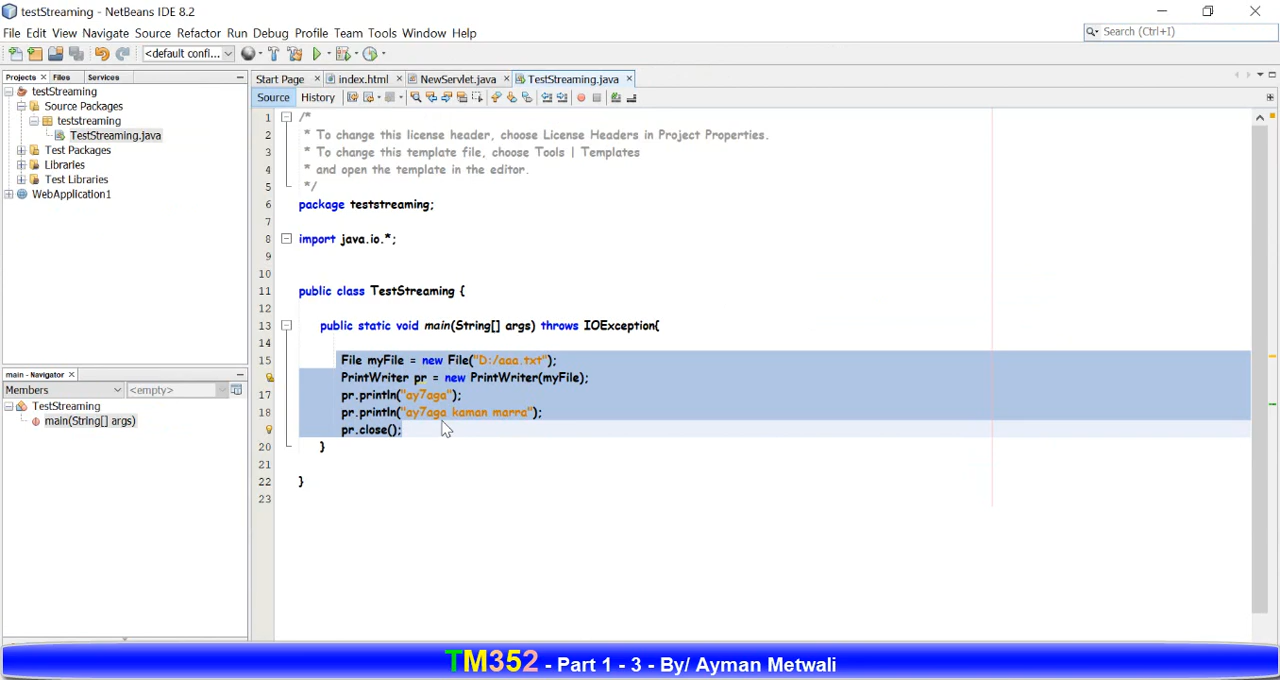 testStreaming - NetBeans IDE 8.2
File Edit View Navigate Source Refactor Run Debug Profile Team Tools Window Help
Search (Ctrl+I)
<default confi...
Projects Files Services
testStreaming
Source Packages
teststreaming
TestStreaming.java
Test Packages
Libraries
Test Libraries
WebApplication1
main - Navigator
Members <empty>
TestStreaming
main(String[] args)
Start Page index.html NewServlet.java TestStreaming.java
Source History
1 /*
2 * To change this license header, choose License Headers in Project Properties.
3 * To change this template file, choose Tools | Templates
4 * and open the template in the editor.
5 */
6 package teststreaming;
7
8 import java.io.*;
9
10
11 public class TestStreaming {
12
13 public static void main(String[] args) throws IOException{
14
15 File myFile = new File("D:/aaa.txt");
PrintWriter pr = new PrintWriter(myFile);
17 pr.println("ay7aga");
18 pr.println("ay7aga kaman marra");
pr.close();
20 }
21
22 }
23
TM352 - Part 1 - 3 - By/ Ayman Metwali